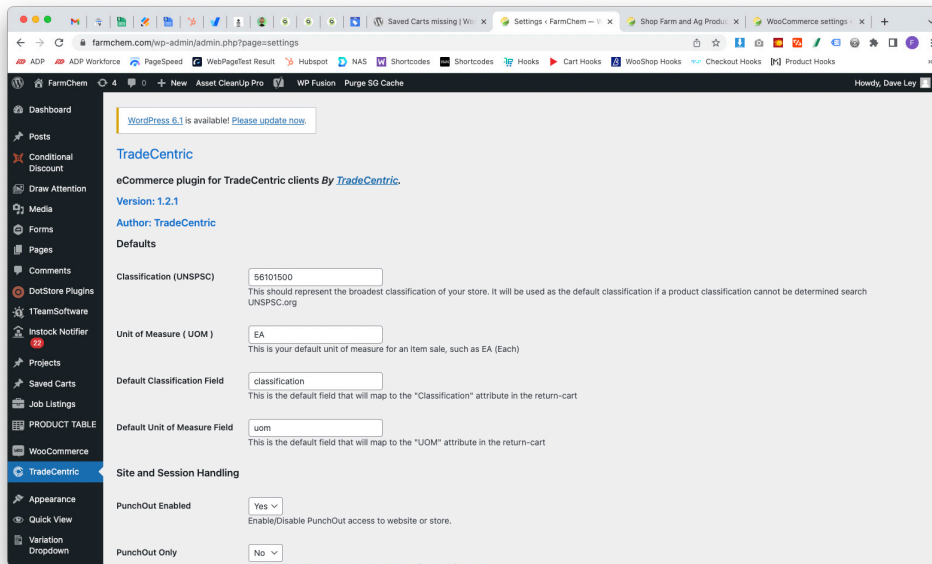 Saved Carts missing | Wo
Settings ‹ FarmChem — W
Shop Farm and Ag Produc
WooCommerce settings ‹
farmchem.com/wp-admin/admin.php?page=settings
ADP
ADP Workforce
PageSpeed
WebPageTest Result
Hubspot
NAS
Shortcodes
Shortcodes
Hooks
Cart Hooks
WooShop Hooks
Checkout Hooks
Product Hooks
FarmChem
4
0
+ New
Asset CleanUp Pro
WP Fusion
Purge SG Cache
Howdy, Dave Ley
Dashboard
Posts
Conditional
Discount
Draw Attention
Media
Forms
Pages
Comments
DotStore Plugins
1TeamSoftware
Instock Notifier
22
Projects
Saved Carts
Job Listings
PRODUCT TABLE
WooCommerce
TradeCentric
Appearance
Quick View
Variation
Dropdown
WordPress 6.1 is available! Please update now.
TradeCentric
eCommerce plugin for TradeCentric clients By TradeCentric.
Version: 1.2.1
Author: TradeCentric
Defaults
Classification (UNSPSC)
56101500
This should represent the broadest classification of your store. It will be used as the default classification if a product classification cannot be determined search
UNSPSC.org
Unit of Measure ( UOM )
EA
This is your default unit of measure for an item sale, such as EA (Each)
Default Classification Field
classification
This is the default field that will map to the "Classification" attribute in the return-cart
Default Unit of Measure Field
uom
This is the default field that will map to the "UOM" attribute in the return-cart
Site and Session Handling
PunchOut Enabled
Yes
Enable/Disable PunchOut access to website or store.
PunchOut Only
No